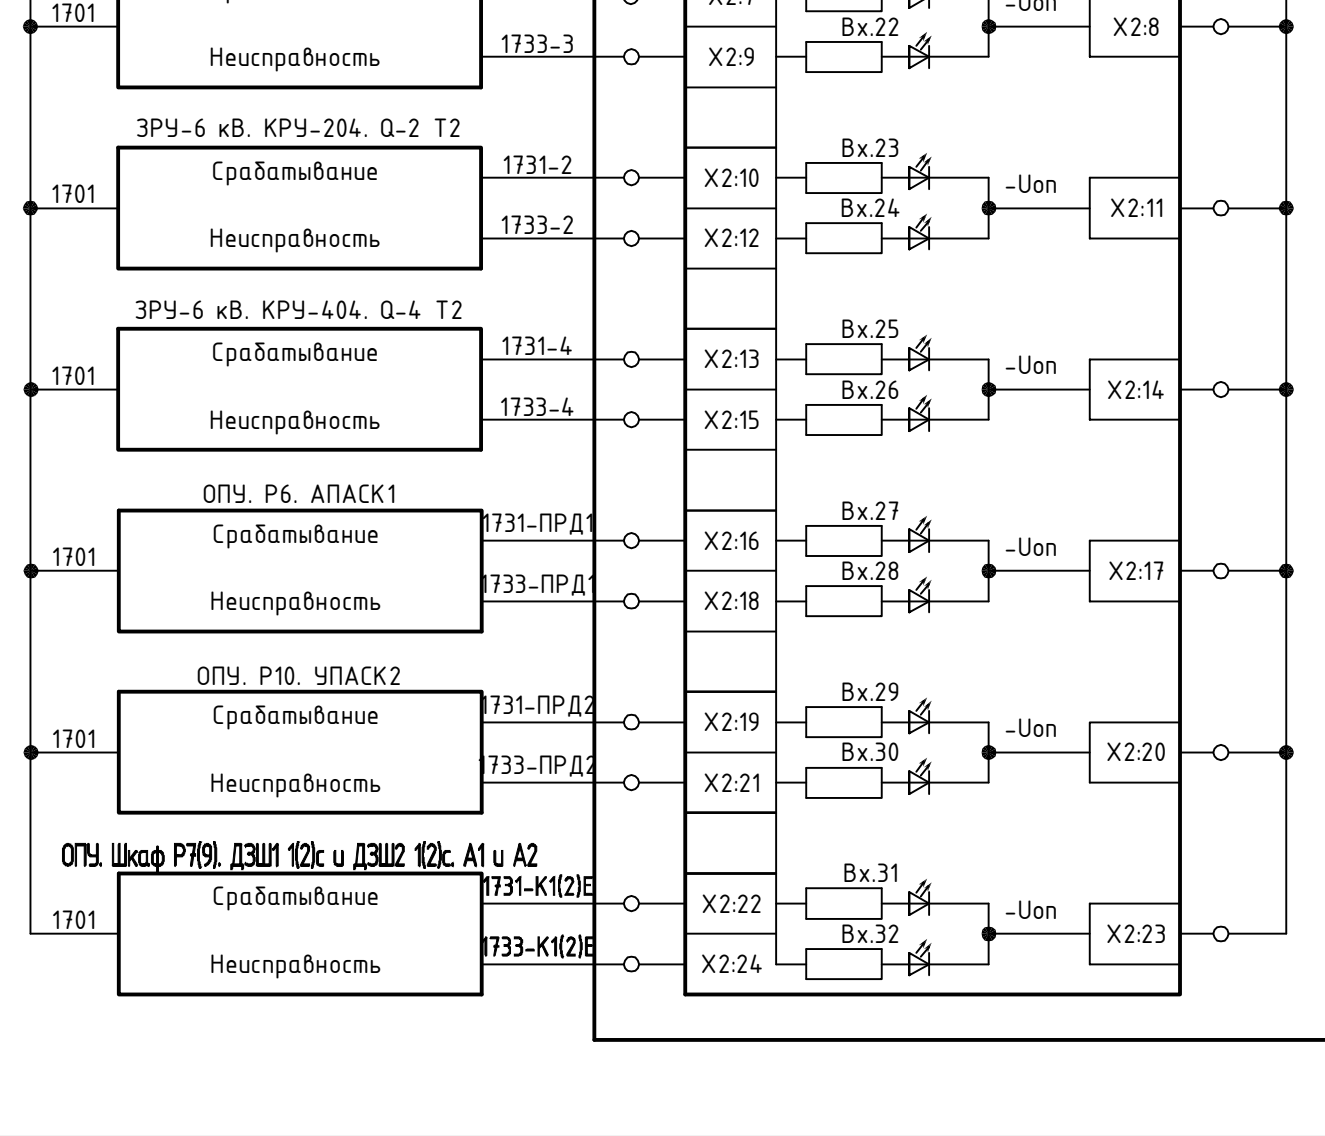 1701
Неисправность
1733-3
X2:9
Вх.22
-Uоп
X2:8
ЗРУ-6 кВ. КРУ-204. Q-2 Т2
1701
Срабатывание
Неисправность
1731-2
1733-2
X2:10
X2:12
Вх.23
Вх.24
-Uоп
X2:11
ЗРУ-6 кВ. КРУ-404. Q-4 Т2
1701
Срабатывание
Неисправность
1731-4
1733-4
X2:13
X2:15
Вх.25
Вх.26
-Uоп
X2:14
ОПУ. Р6. АПАСК1
1701
Срабатывание
Неисправность
1731-ПРД1
1733-ПРД1
X2:16
X2:18
Вх.27
Вх.28
-Uоп
X2:17
ОПУ. Р10. УПАСК2
1701
Срабатывание
Неисправность
1731-ПРД2
1733-ПРД2
X2:19
X2:21
Вх.29
Вх.30
-Uоп
X2:20
ОПУ. Шкаф Р7(9). ДЗШ1 1(2)с и ДЗШ2 1(2)с. А1 и А2
1701
Срабатывание
Неисправность
1731-К1(2)Е
1733-К1(2)Е
X2:22
X2:24
Вх.31
Вх.32
-Uоп
X2:23